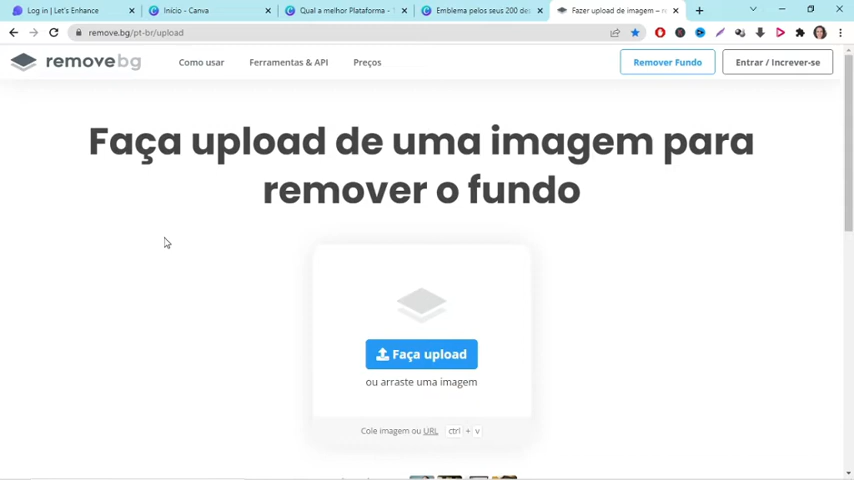 Log in | Let's Enhance
Início - Canva
Qual a melhor Plataforma -
Emblema pelos seus 200 de
Fazer upload de imagem – r
remove.bg/pt-br/upload
removebg
Como usar
Ferramentas & API
Preços
Remover Fundo
Entrar / Increver-se
Faça upload de uma imagem para
remover o fundo
Faça upload
ou arraste uma imagem
Cole imagem ou URL ctrl + v